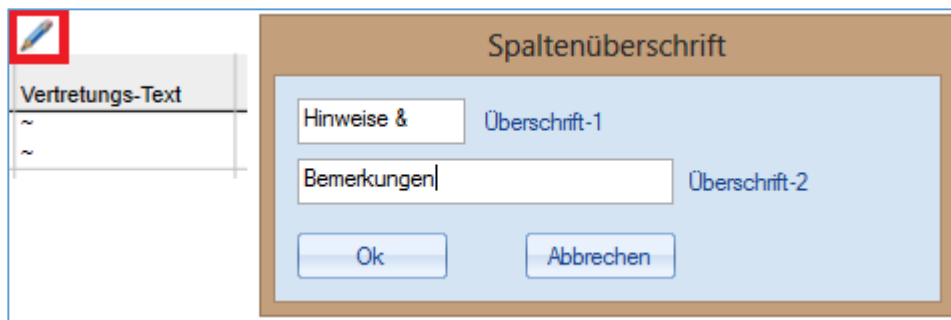 Vertretungs-Text
~
~
Spaltenüberschrift
Hinweise & Überschrift-1
Bemerkungen Überschrift-2
Ok Abbrechen